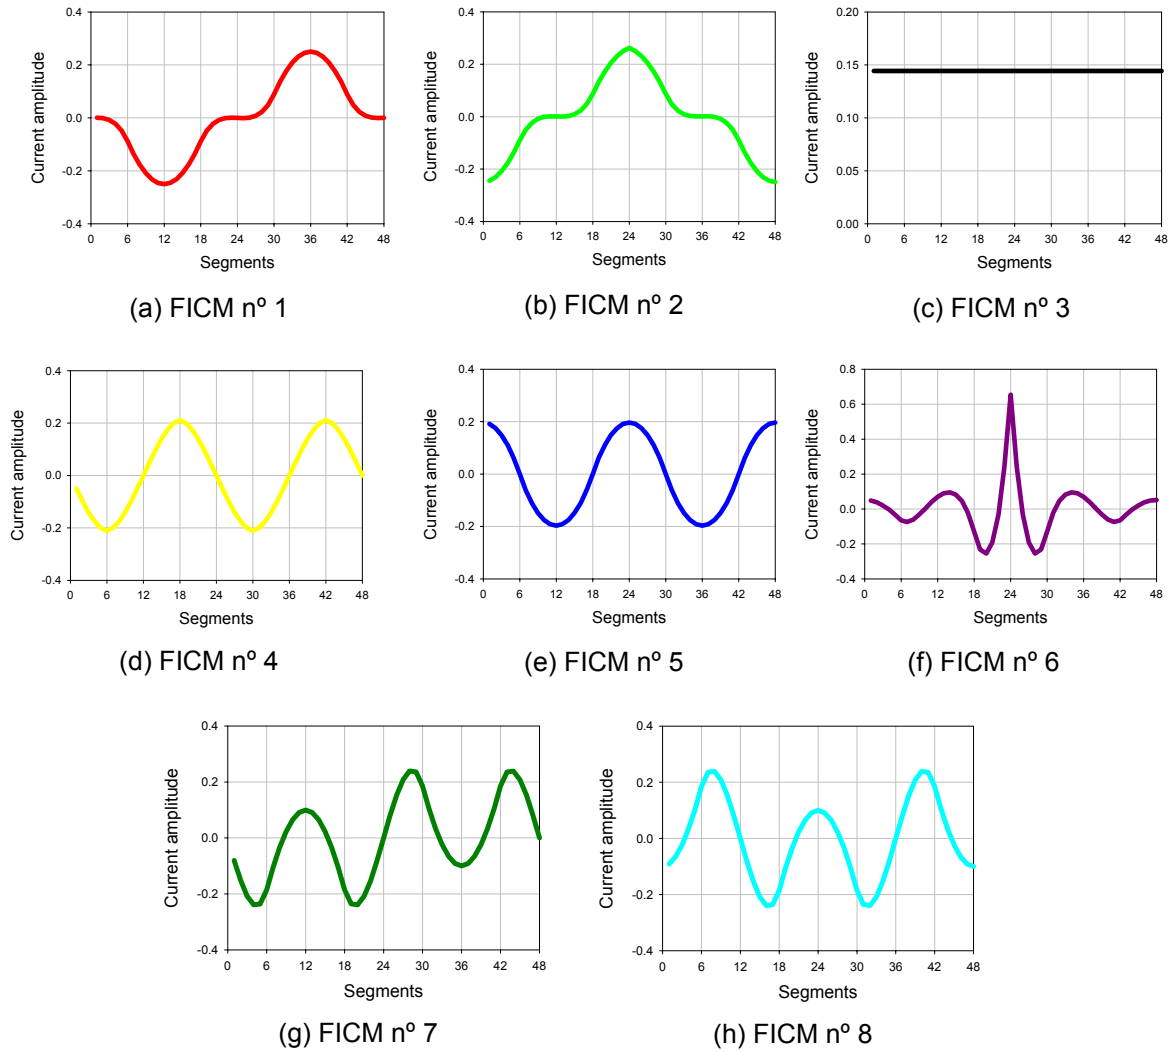 0.4
0.2
0.0
-0.2
-0.4
Current amplitude
0 6 12 18 24 30 36 42 48
Segments
(a) FICM nº 1
0.4
0.2
0.0
-0.2
-0.4
Current amplitude
0 6 12 18 24 30 36 42 48
Segments
(b) FICM nº 2
0.20
0.15
0.10
0.05
0.00
Current amplitude
0 6 12 18 24 30 36 42 48
Segments
(c) FICM nº 3
0.4
0.2
0.0
-0.2
-0.4
Current amplitude
0 6 12 18 24 30 36 42 48
Segments
(d) FICM nº 4
0.4
0.2
0.0
-0.2
-0.4
Current amplitude
0 6 12 18 24 30 36 42 48
Segments
(e) FICM nº 5
0.8
0.6
0.4
0.2
0.0
-0.2
-0.4
Current amplitude
0 6 12 18 24 30 36 42 48
Segments
(f) FICM nº 6
0.4
0.2
0.0
-0.2
-0.4
Current amplitude
0 6 12 18 24 30 36 42 48
Segments
(g) FICM nº 7
0.4
0.2
0.0
-0.2
-0.4
Current amplitude
0 6 12 18 24 30 36 42 48
Segments
(h) FICM nº 8